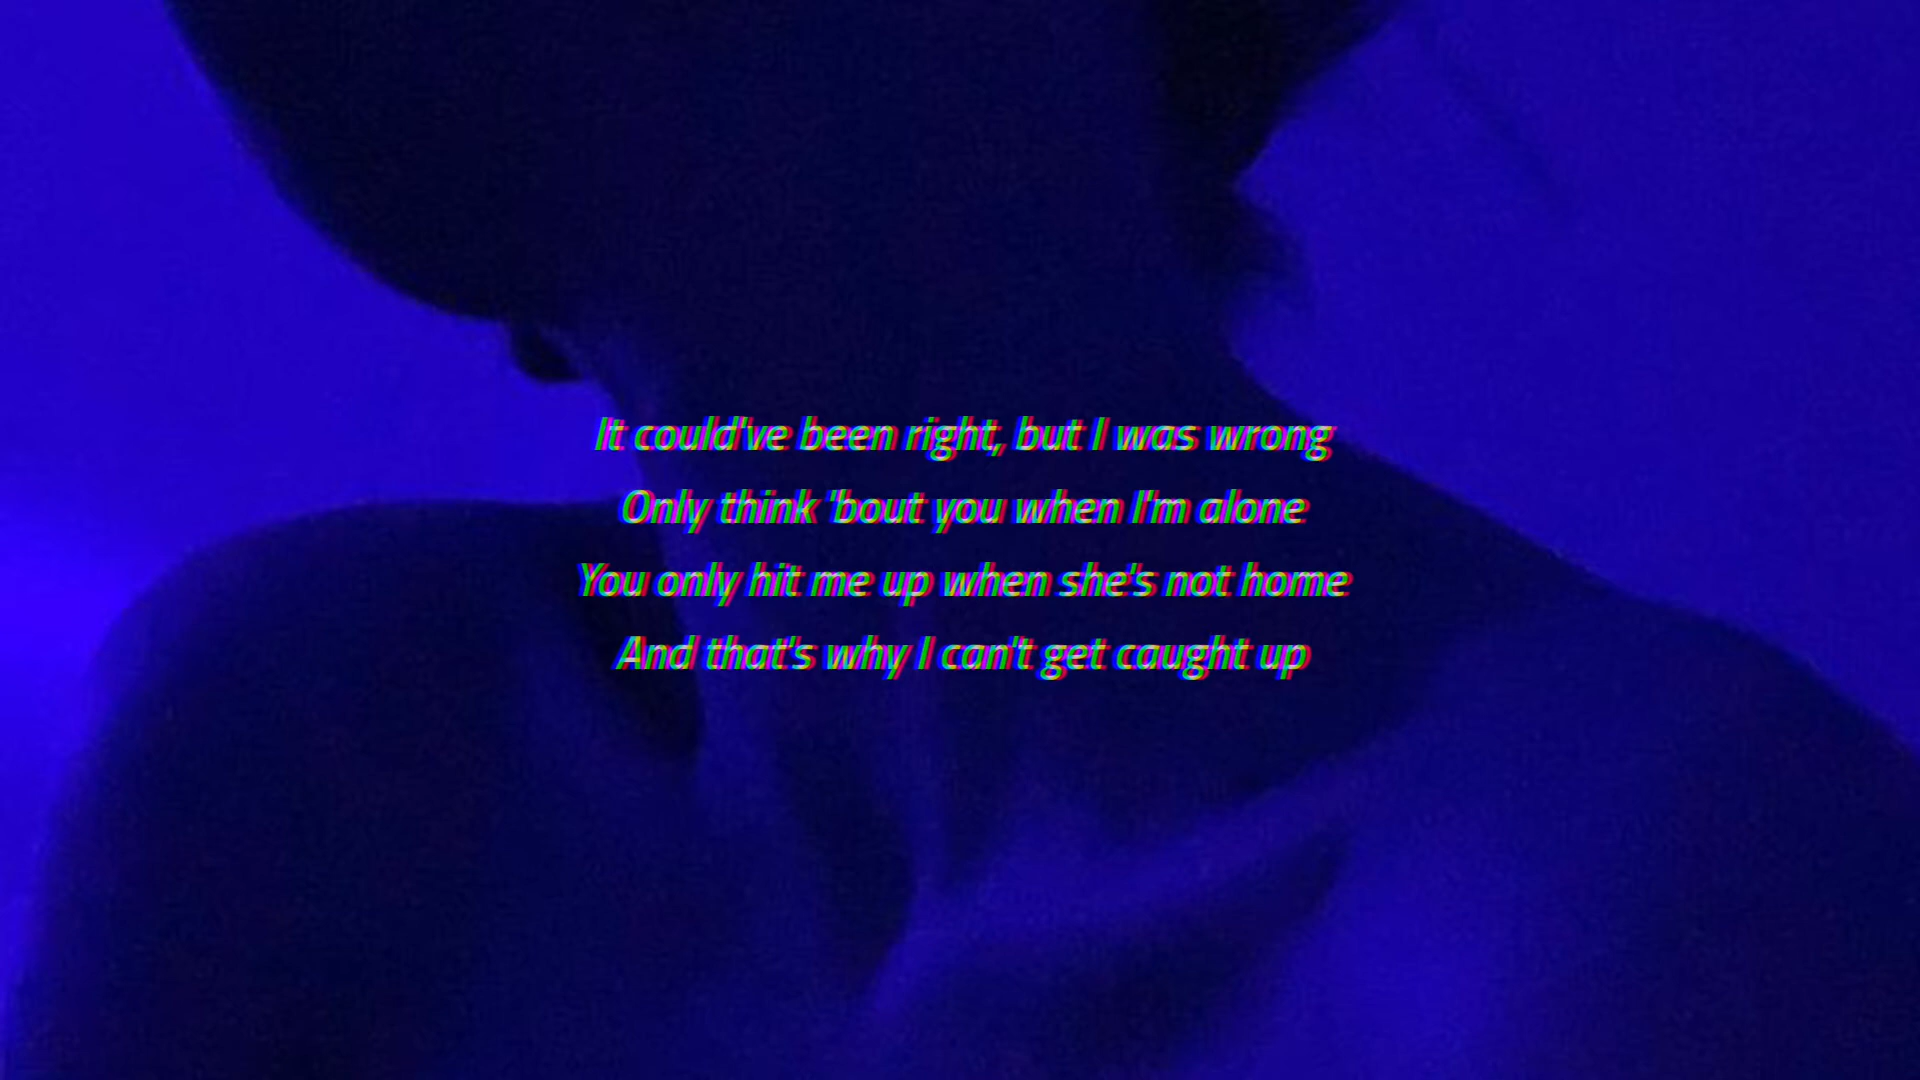 It could've been right, but I was wrong
Only think 'bout you when I'm alone
You only hit me up when she's not home
And that's why I can't get caught up